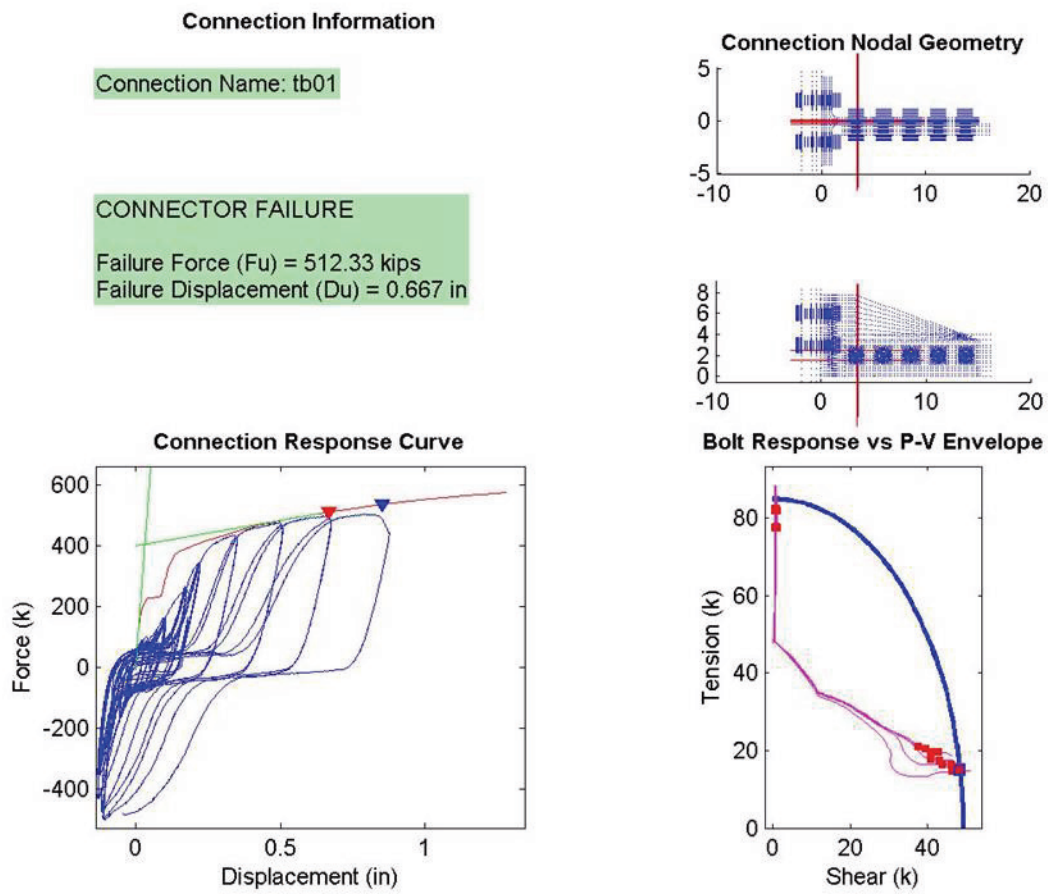 Connection Information
Connection Name: tb01
CONNECTOR FAILURE
Failure Force (Fu) = 512.33 kips
Failure Displacement (Du) = 0.667 in
Connection Nodal Geometry
5
0
-5
-10
0
10
20
8
6
4
2
0
-10
0
10
20
Connection Response Curve
600
400
200
0
-200
-400
Force (k)
0
0.5
1
Displacement (in)
Bolt Response vs P-V Envelope
80
60
40
20
0
Tension (k)
0
20
40
Shear (k)